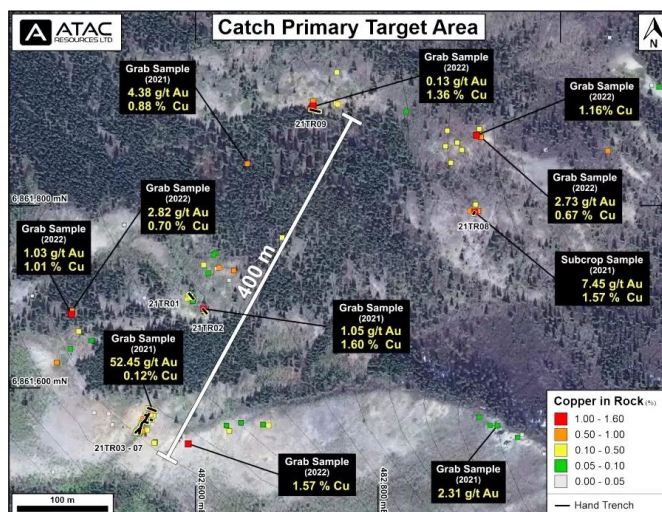 ATAC
RESOURCES LTD.
Catch Primary Target Area
N
Grab Sample
(2021)
4.38 g/t Au
0.88 % Cu
Grab Sample
(2022)
0.13 g/t Au
1.36 % Cu
Grab Sample
(2022)
1.16% Cu
21TR09
6,861,800 mN
Grab Sample
(2022)
2.82 g/t Au
0.70 % Cu
Grab Sample
(2022)
2.73 g/t Au
0.67 % Cu
Grab Sample
(2022)
1.03 g/t Au
1.01 % Cu
21TR08
400 m
Subcrop Sample
(2021)
7.45 g/t Au
1.57 % Cu
21TR01
21TR02
Grab Sample
(2021)
1.05 g/t Au
1.60 % Cu
Grab Sample
(2021)
52.45 g/t Au
0.12% Cu
6,861,600 mN
21TR03 - 07
Grab Sample
(2022)
1.57 % Cu
Grab Sample
(2021)
2.31 g/t Au
482,600 mE
482,800 mE
100 m
Copper in Rock (%)
1.00 - 1.60
0.50 - 1.00
0.10 - 0.50
0.05 - 0.10
0.00 - 0.05
Hand Trench